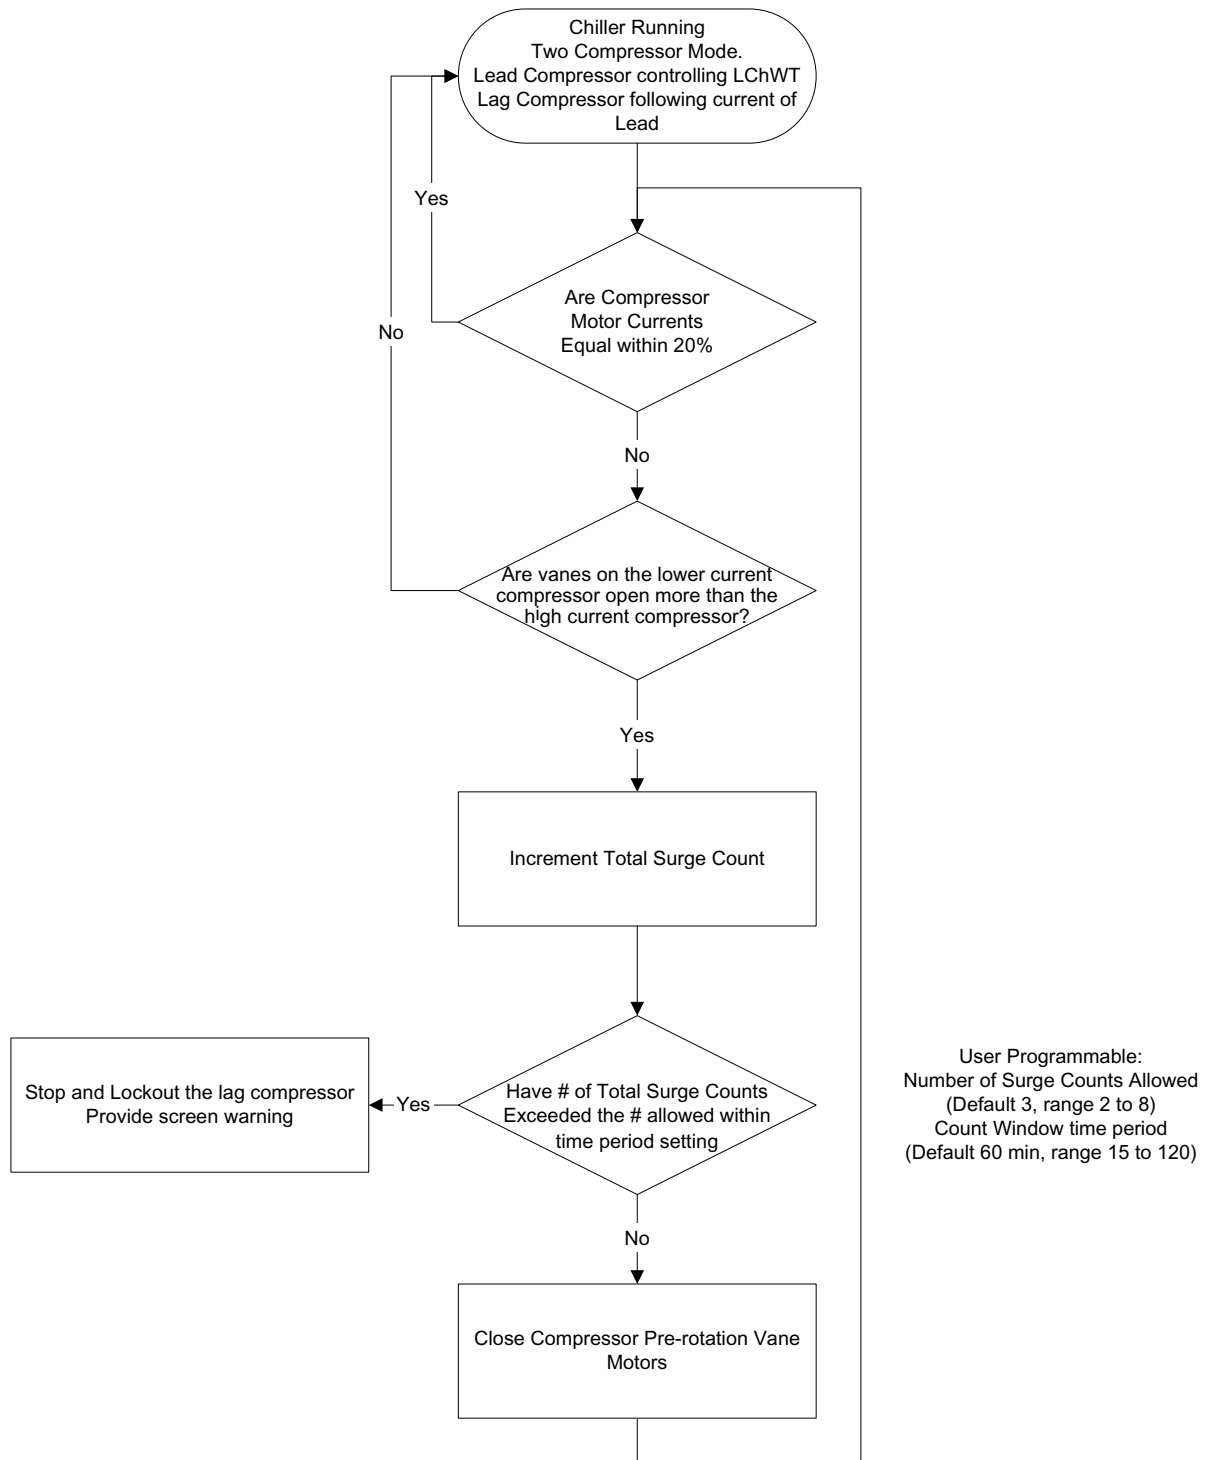 Chiller Running
Two Compressor Mode.
Lead Compressor controlling LChWT
Lag Compressor following current of
Lead
Yes
Are Compressor
Motor Currents
Equal within 20%
No
No
Are vanes on the lower current
compressor open more than the
high current compressor?
Yes
Increment Total Surge Count
Stop and Lockout the lag compressor
Provide screen warning
Yes
Have # of Total Surge Counts
Exceeded the # allowed within
time period setting
User Programmable:
Number of Surge Counts Allowed
(Default 3, range 2 to 8)
Count Window time period
(Default 60 min, range 15 to 120)
No
Close Compressor Pre-rotation Vane
Motors